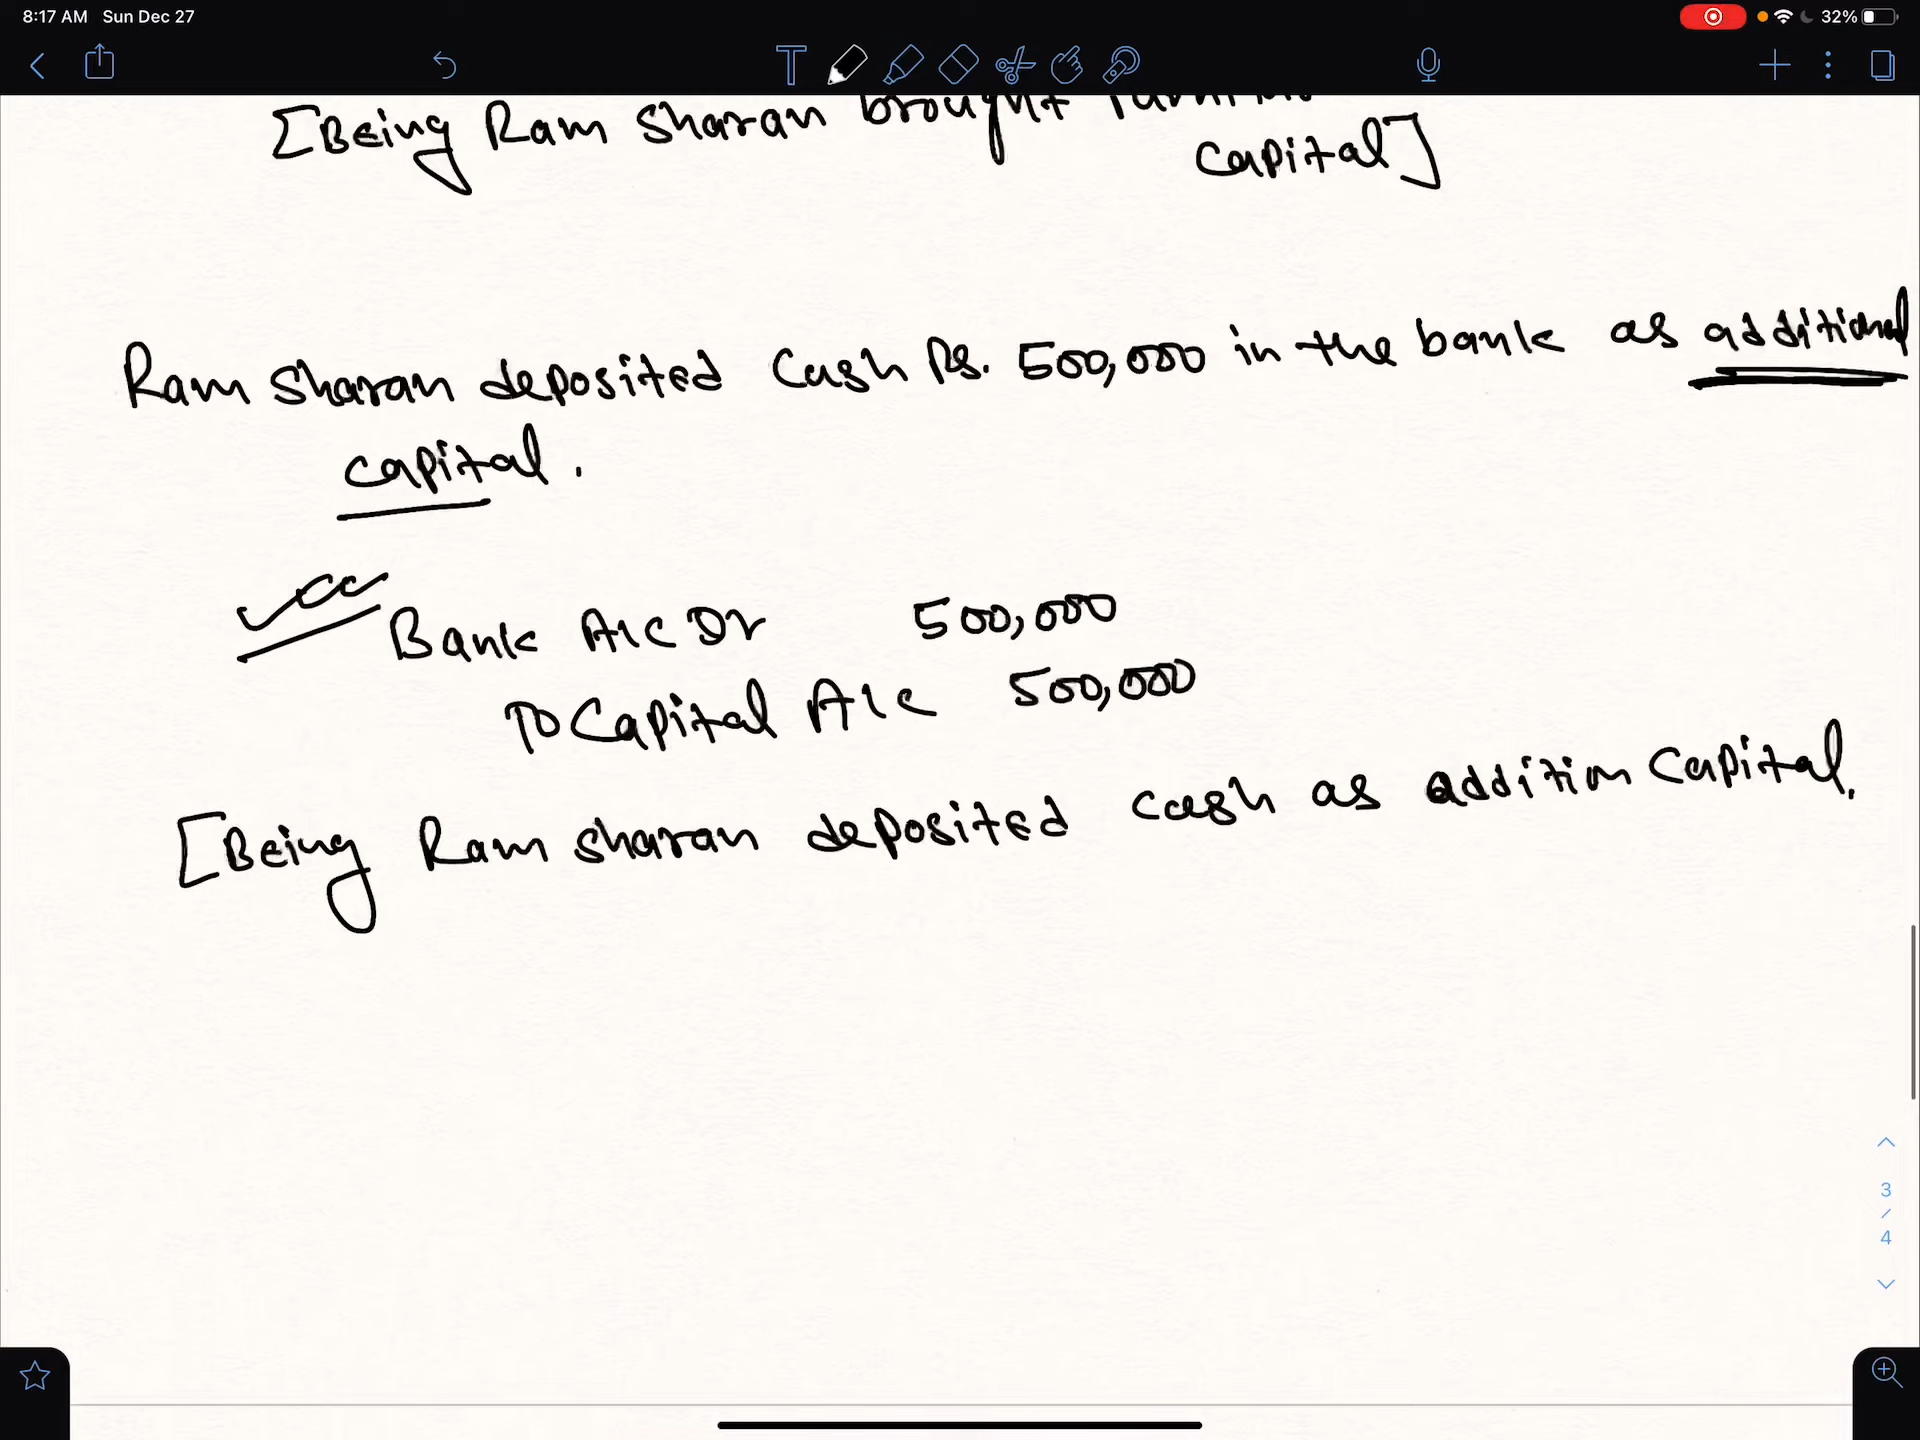 8:17 AM Sun Dec 27
32%
[Being Ram Sharan brought
capital]
Ram Sharan deposited Cash Rs. 500,000 in the bank as additional
capital.
Bank A/c Dr 500,000
To Capital A/c 500,000
[Being Ram Sharan deposited cash as addition Capital.
3
/
4